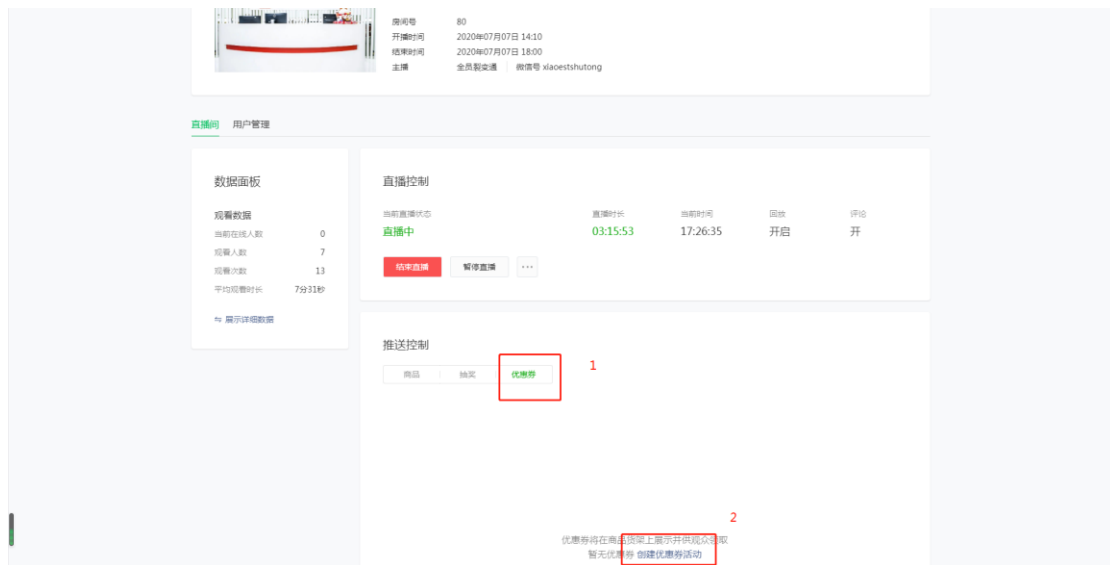 房间号 80
开播时间 2020年07月07日 14:10
结束时间 2020年07月07日 18:00
主播 全员裂变通 微信号 xiaoestshutong
直播间 用户管理
数据面板
观看数据
当前在线人数 0
观看人数 7
观看次数 13
平均观看时长 7分31秒
展示详细数据
直播控制
当前直播状态 直播时长 当前时间 回放 评论
直播中 03:15:53 17:26:35 开启 开
结束直播 暂停直播 ...
推送控制
商品 抽奖 优惠券
1
2
优惠券将在商品货架上展示并供观众领取
暂无优惠券 创建优惠券活动